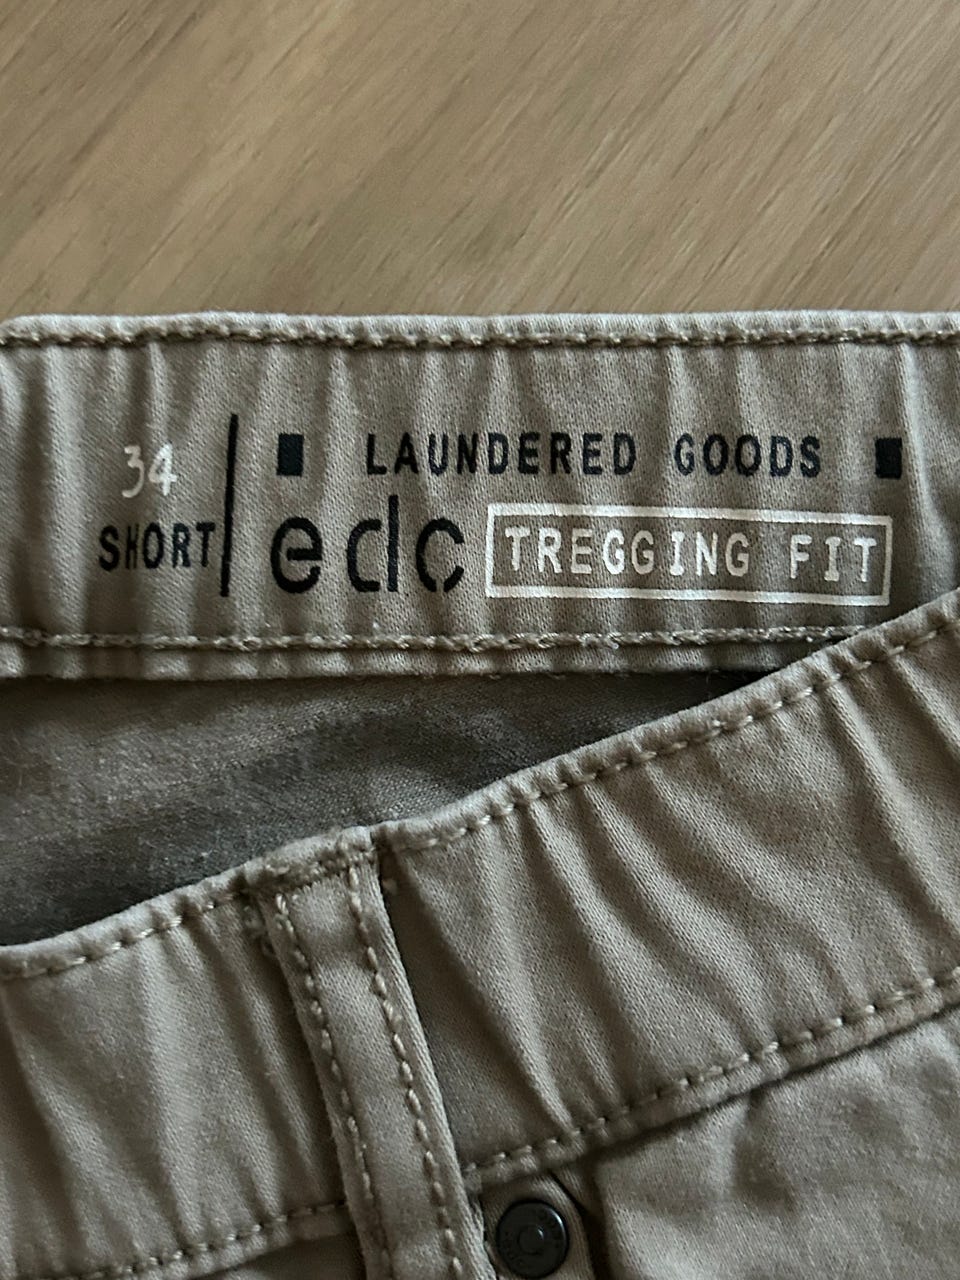 34
SHORT
LAUNDERED GOODS
edc
TREGGING FIT